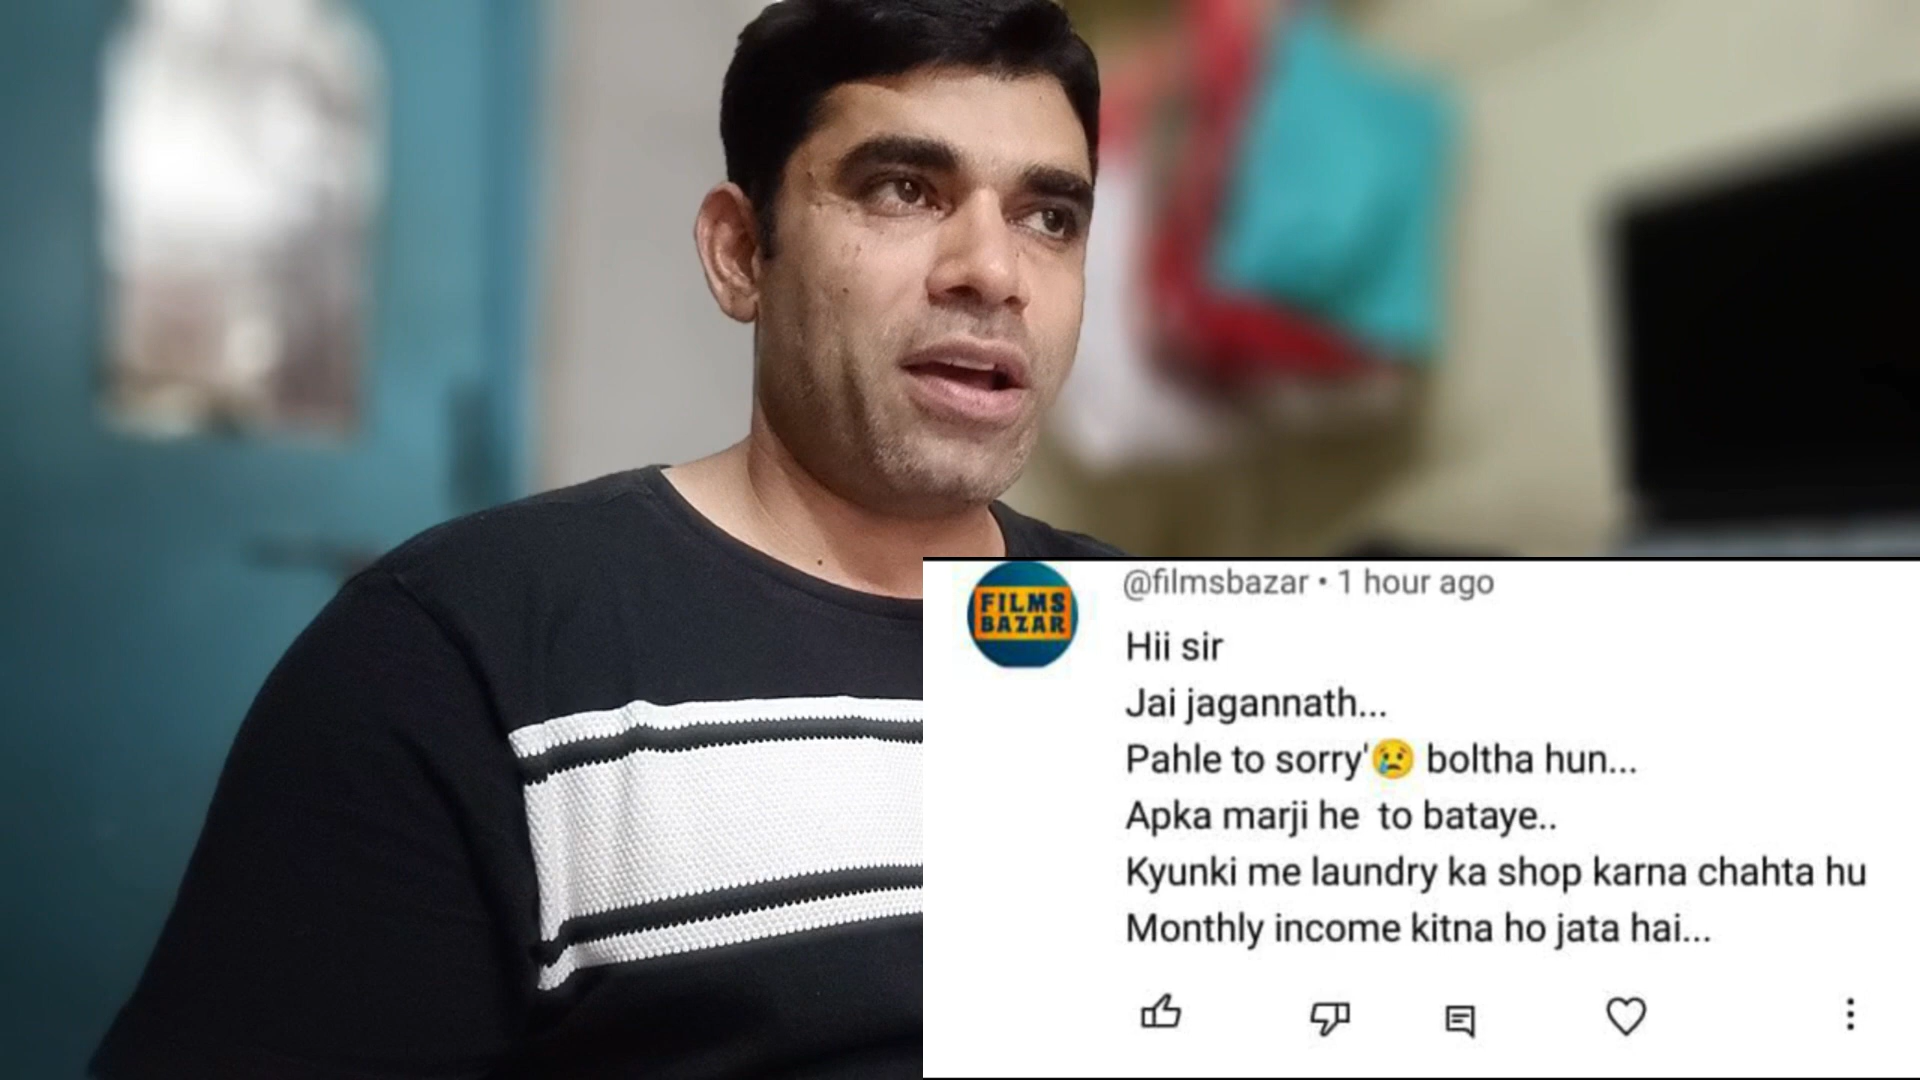 FILMS
BAZAR
@filmsbazar • 1 hour ago
Hii sir
Jai jagannath...
Pahle to sorry'😢 boltha hun...
Apka marji he to bataye..
Kyunki me laundry ka shop karna chahta hu
Monthly income kitna ho jata hai...